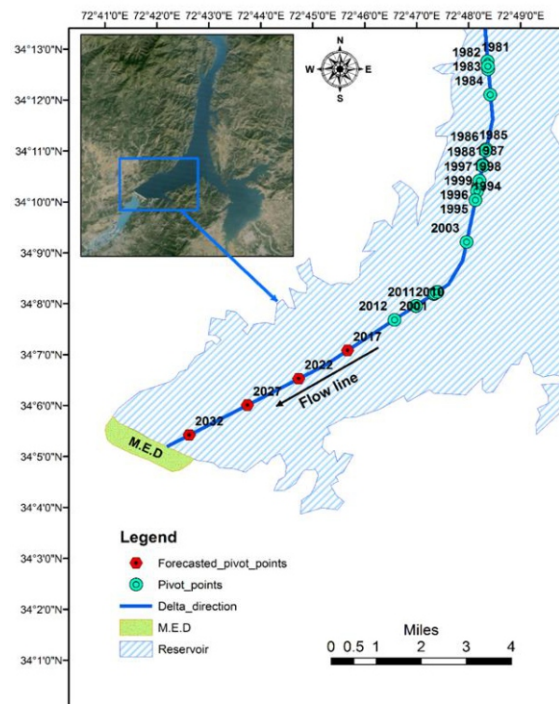 72°41'0"E 72°42'0"E 72°43'0"E 72°44'0"E 72°45'0"E 72°46'0"E 72°47'0"E 72°48'0"E 72°49'0"E
34°13'0"N
34°12'0"N
34°11'0"N
34°10'0"N
34°9'0"N
34°8'0"N
34°7'0"N
34°6'0"N
34°5'0"N
34°4'0"N
34°3'0"N
34°2'0"N
34°1'0"N
N
W E
S
1982 1981
1983
1984
1986 1985
1988 1987
1997 1998
1999 1994
1996
1995
2003
2011 2010
2012 2001
2017
2022
2027
2032
Flow line
M.E.D
Legend
Forecasted_pivot_points
Pivot_points
Delta_direction
M.E.D
Reservoir
Miles
0 0.5 1 2 3 4